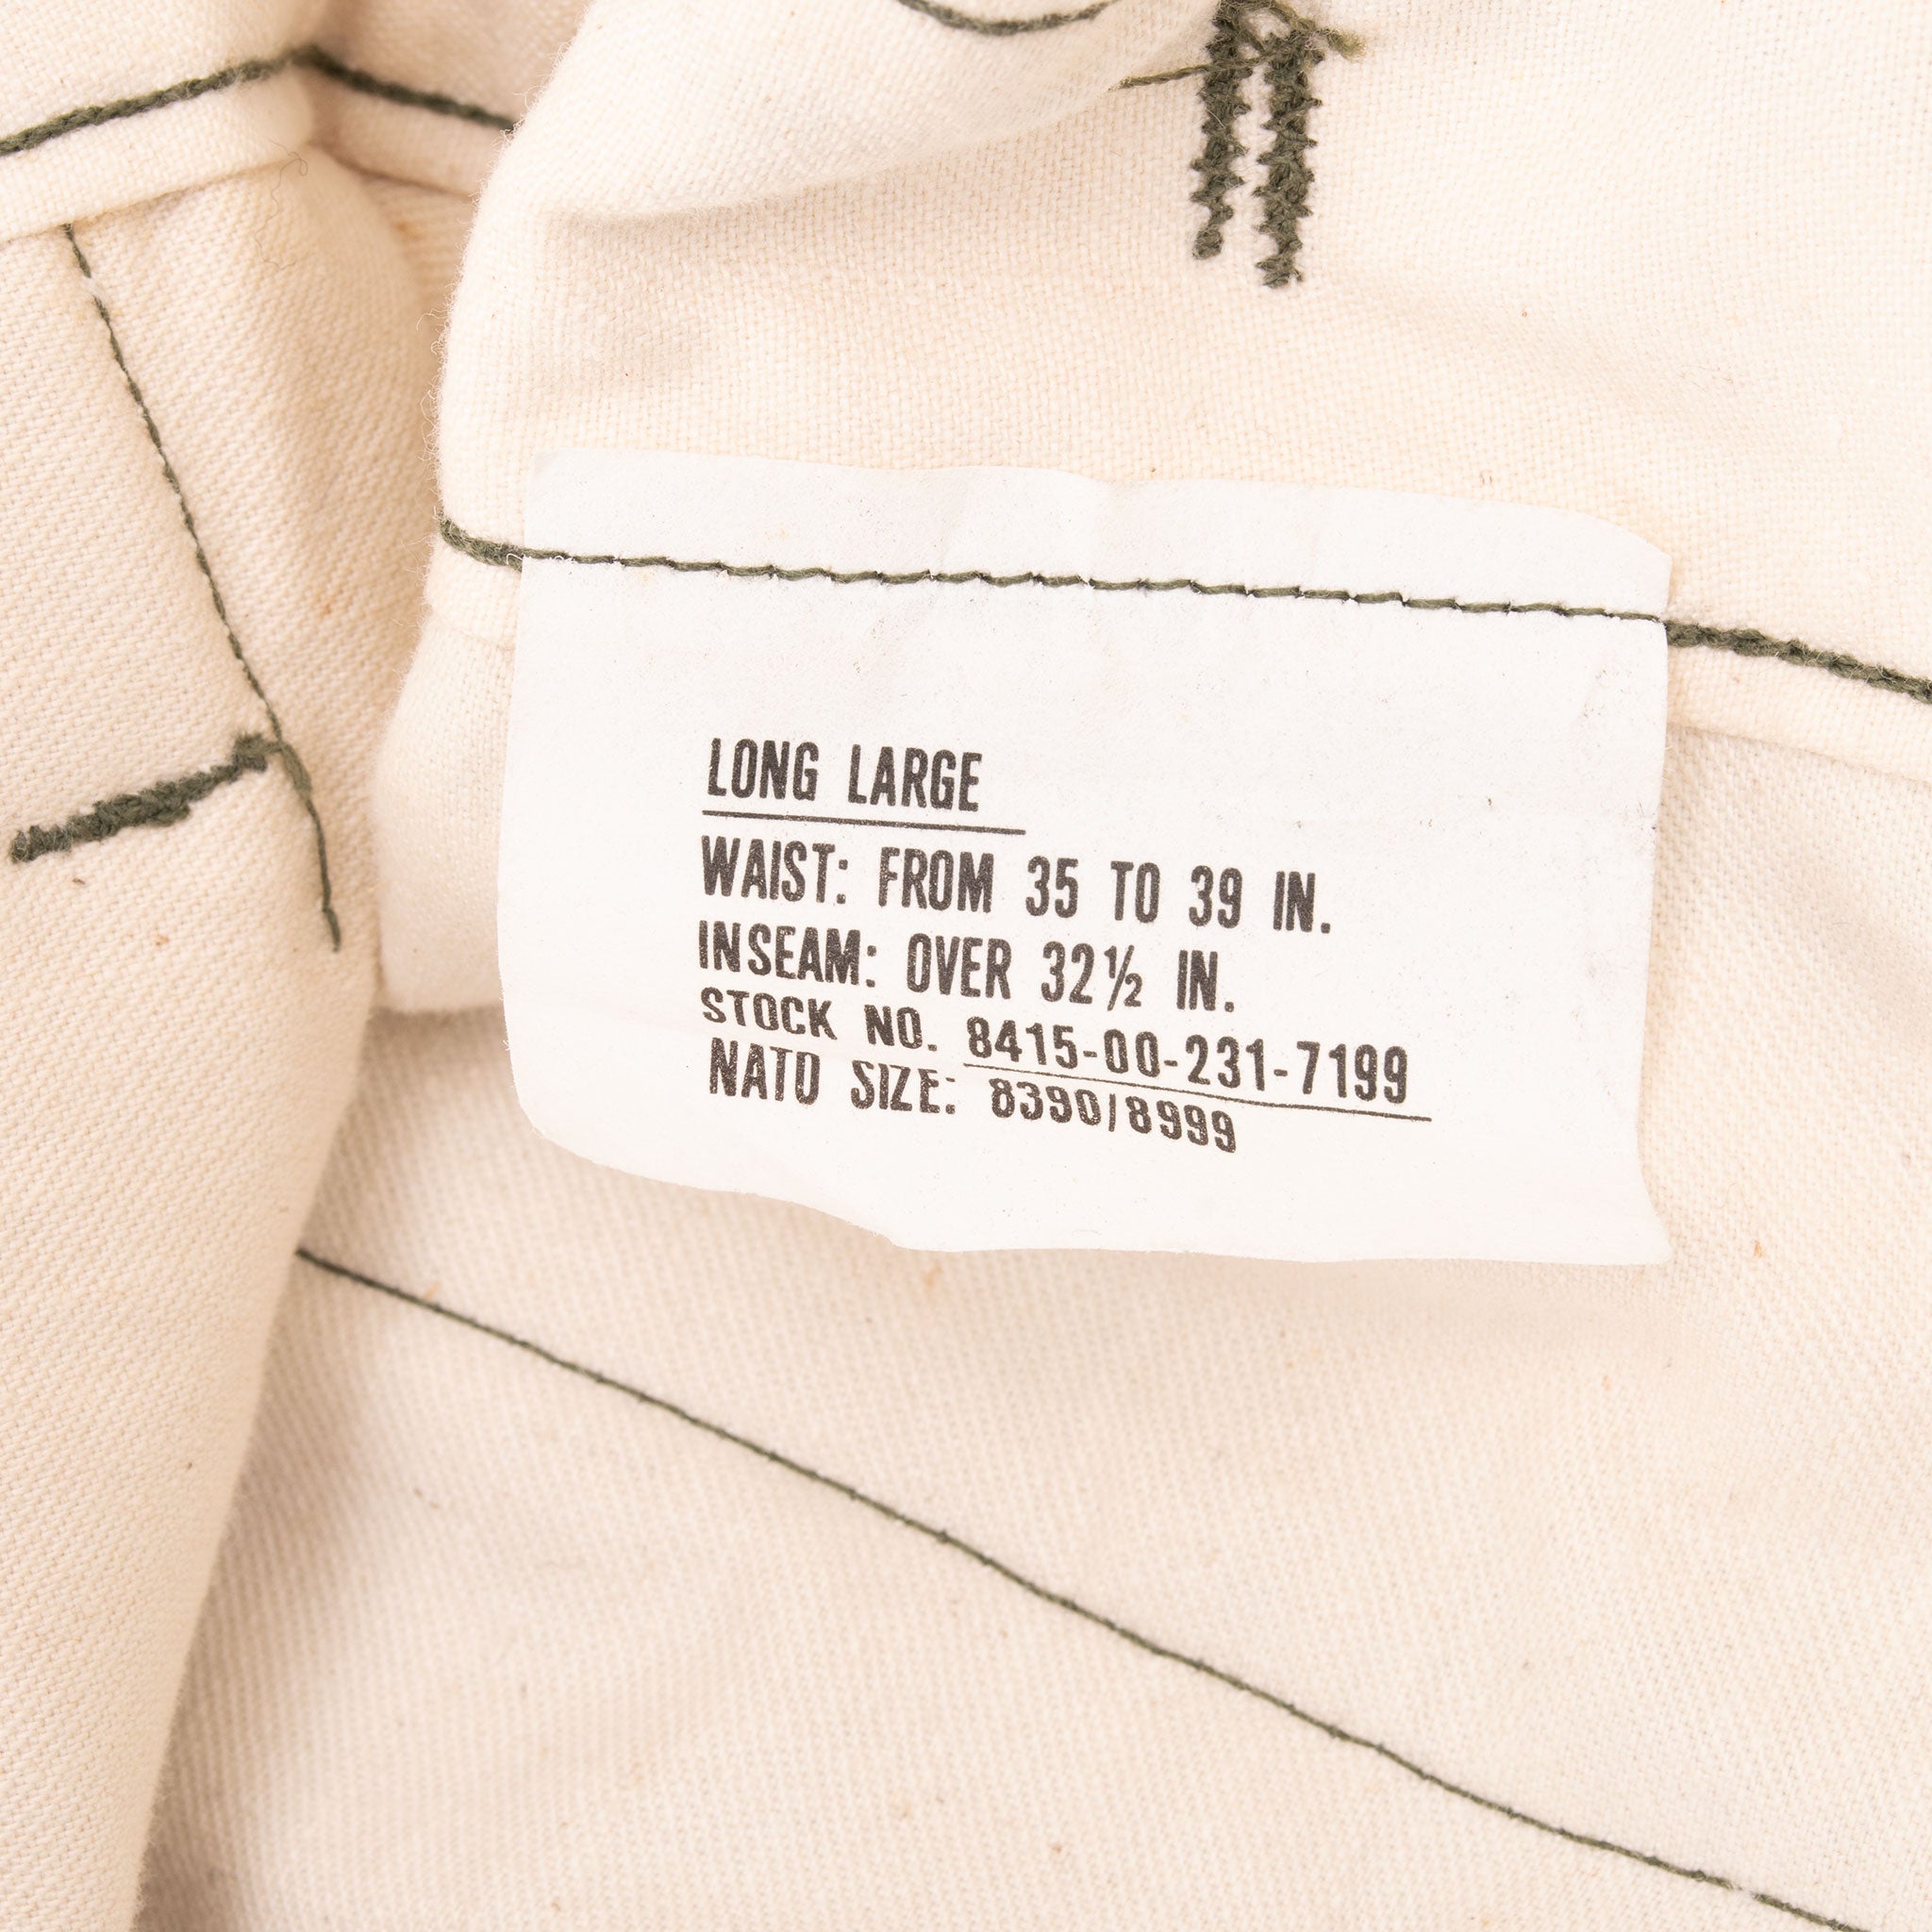 LONG LARGE
WAIST: FROM 35 TO 39 IN.
INSEAM: OVER 32½ IN.
STOCK NO. 8415-00-231-7199
NATO SIZE: 8390/8999